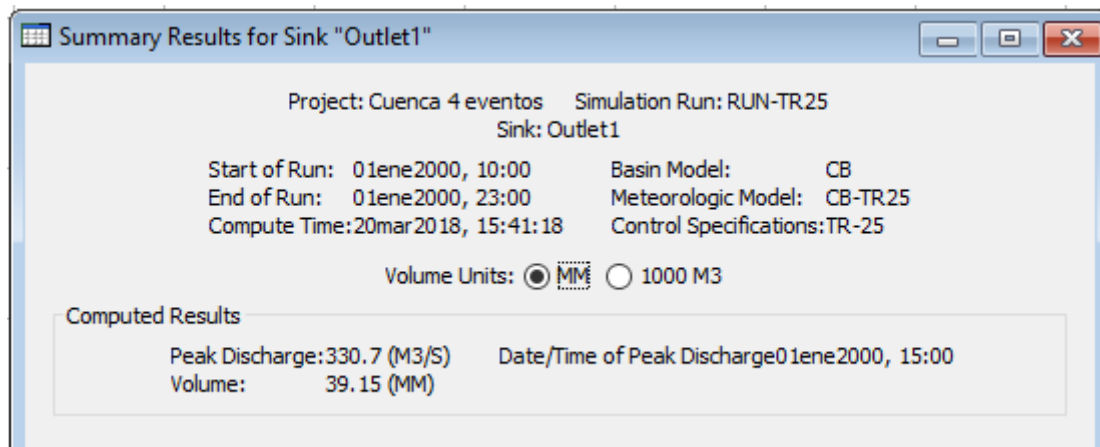 Summary Results for Sink "Outlet1"
Project: Cuenca 4 eventos Simulation Run: RUN-TR25
Sink: Outlet1
Start of Run: 01ene2000, 10:00 Basin Model: CB
End of Run: 01ene2000, 23:00 Meteorologic Model: CB-TR25
Compute Time:20mar2018, 15:41:18 Control Specifications:TR-25
Volume Units: MM 1000 M3
Computed Results
Peak Discharge:330.7 (M3/S) Date/Time of Peak Discharge01ene2000, 15:00
Volume: 39.15 (MM)